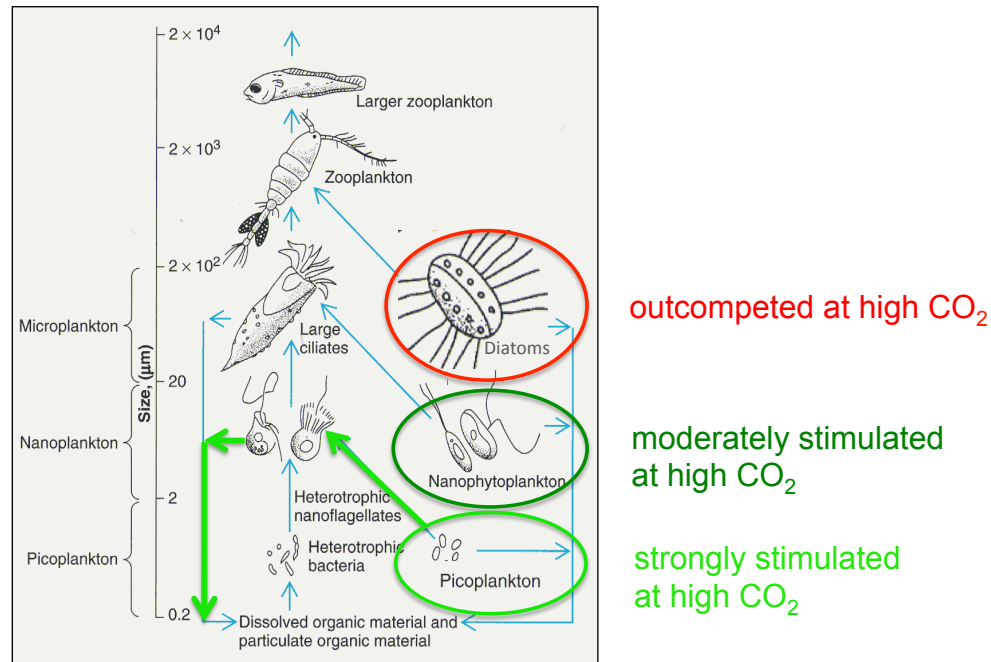 2 × 10⁴
Larger zooplankton
2 × 10³
Zooplankton
2 × 10²
Microplankton
Large
ciliates
Diatoms
outcompeted at high CO₂
Size, (µm)
20
Nanoplankton
Nanophytoplankton
moderately stimulated
at high CO₂
2
Heterotrophic
nanoflagellates
Picoplankton
Heterotrophic
bacteria
Picoplankton
strongly stimulated
at high CO₂
0.2
Dissolved organic material and
particulate organic material